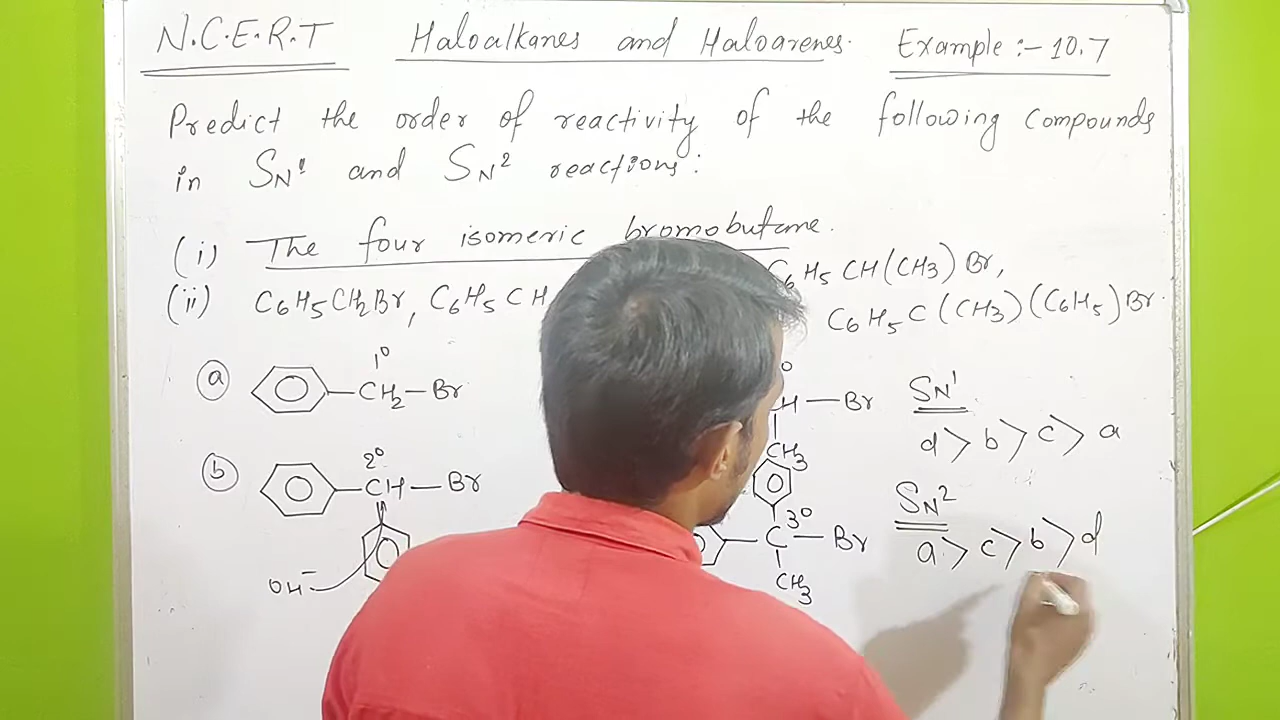 N.C.E.R.T Haloalkanes and Haloarenes. Example :- 10.7
Predict the order of reactivity of the following compounds
in SN1 and SN2 reactions:
(i) The four isomeric bromobutane.
(ii) C6H5CH2Br, C6H5CH C6H5CH(CH3)Br,
C6H5C(CH3)(C6H5)Br.
a 1° CH2-Br
H-Br
CH3
b 2° CH-Br
OH-
3° C-Br
CH3
SN1
d > b > c > a
SN2
a > c > b > d